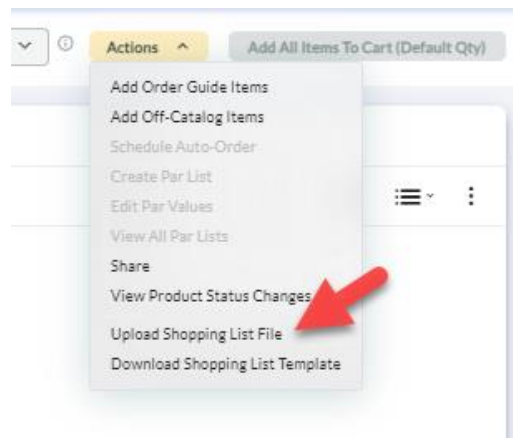 Actions
Add All Items To Cart (Default Qty)
Add Order Guide Items
Add Off-Catalog Items
Schedule Auto-Order
Create Par List
Edit Par Values
View All Par Lists
Share
View Product Status Changes
Upload Shopping List File
Download Shopping List Template